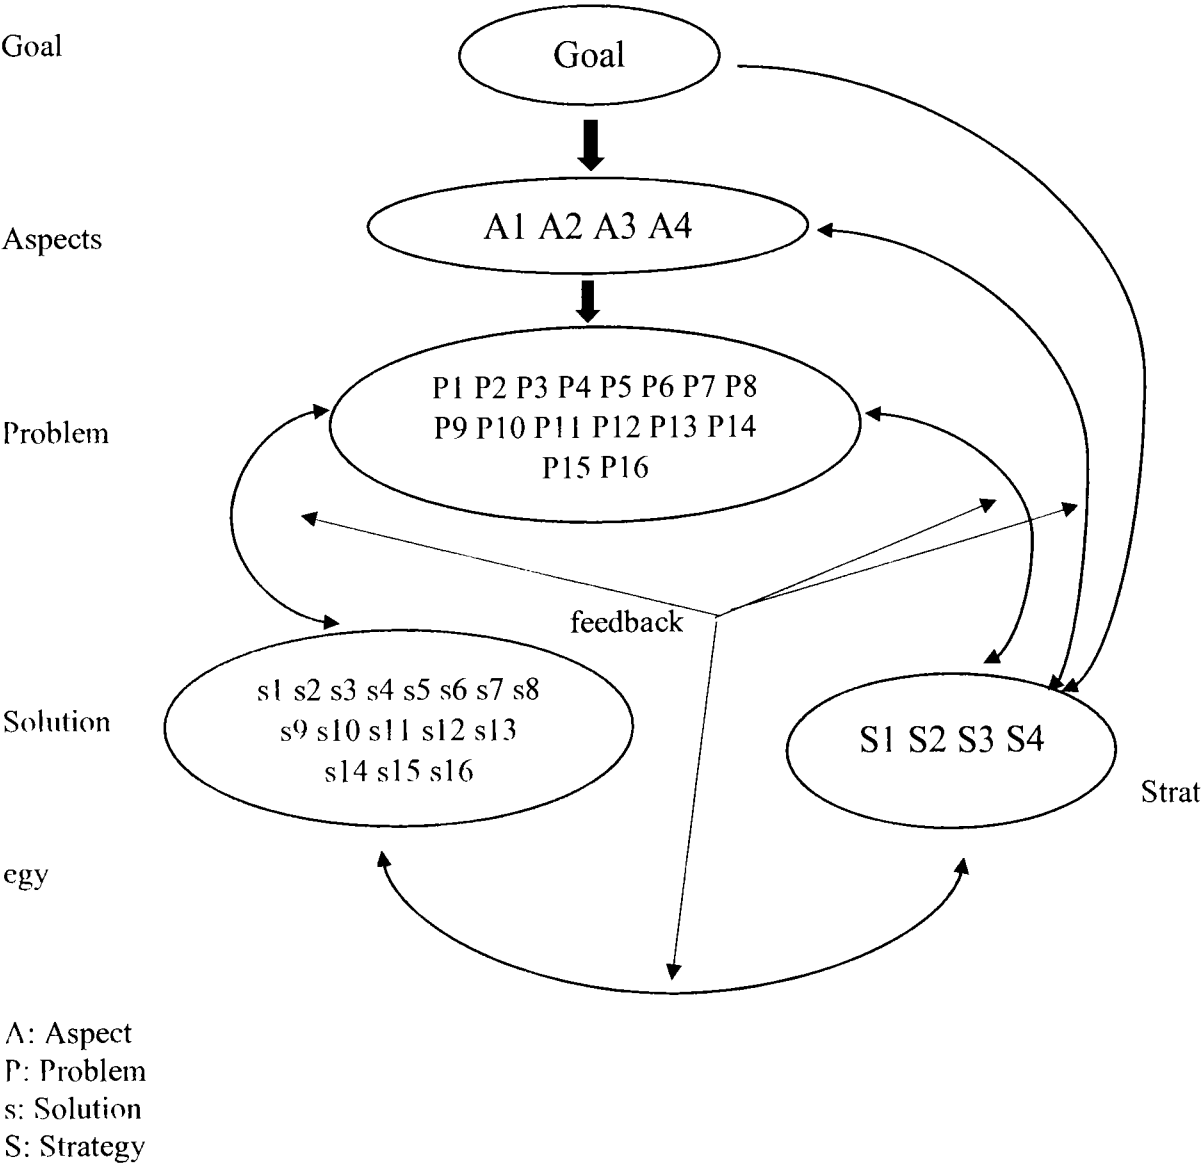 Goal
Goal
Aspects
A1 A2 A3 A4
Problem
P1 P2 P3 P4 P5 P6 P7 P8
P9 P10 P11 P12 P13 P14
P15 P16
feedback
Solution
s1 s2 s3 s4 s5 s6 s7 s8
s9 s10 s11 s12 s13
s14 s15 s16
S1 S2 S3 S4
Strat
egy
A: Aspect
P: Problem
s: Solution
S: Strategy